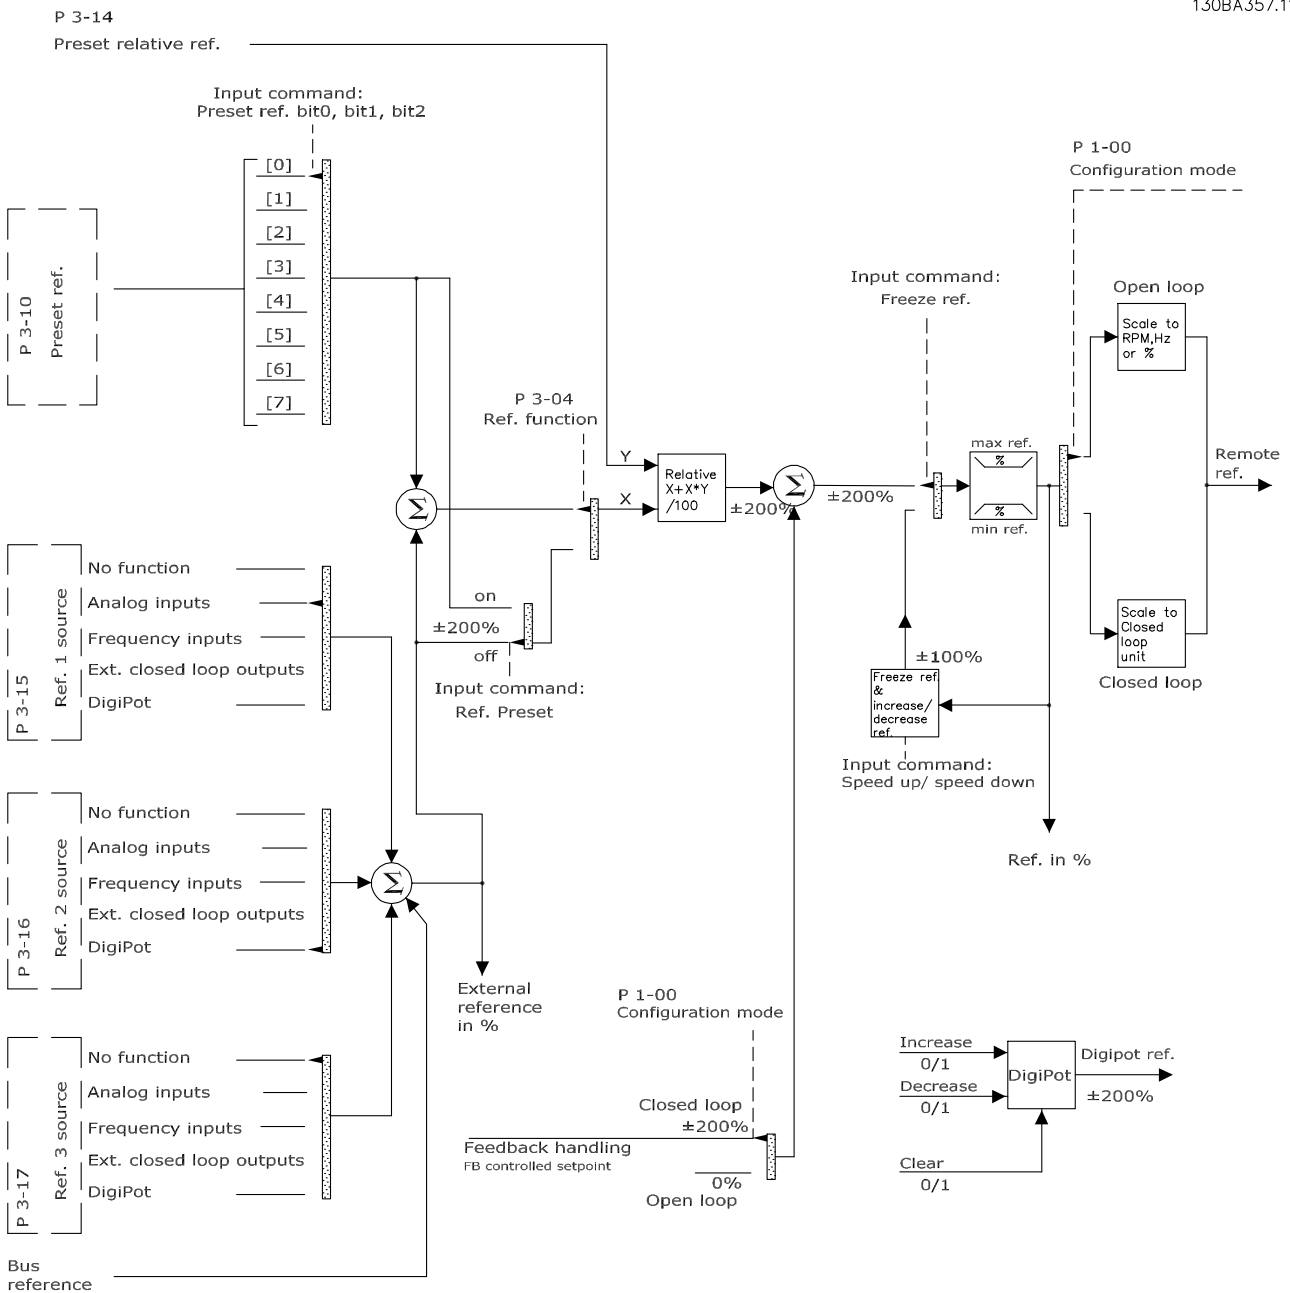 130BA357.1
P 3-14
Preset relative ref.
Input command:
Preset ref. bit0, bit1, bit2
[0]
[1]
[2]
[3]
[4]
[5]
[6]
[7]
P 3-10
Preset ref.
P 1-00
Configuration mode
Input command:
Freeze ref.
Open loop
Scale to
RPM,Hz
or %
P 3-04
Ref. function
Y
X
Relative
X+X*Y
/100
±200%
Σ
±200%
max ref.
%
%
min ref.
Remote
ref.
Σ
No function
Analog inputs
Frequency inputs
Ext. closed loop outputs
DigiPot
P 3-15
Ref. 1 source
on
±200%
off
Input command:
Ref. Preset
±100%
Freeze ref.
&
increase/
decrease
ref.
Input command:
Speed up/ speed down
Scale to
Closed
loop
unit
Closed loop
Ref. in %
No function
Analog inputs
Frequency inputs
Ext. closed loop outputs
DigiPot
P 3-16
Ref. 2 source
Σ
External
reference
in %
P 1-00
Configuration mode
Closed loop
±200%
Feedback handling
FB controlled setpoint
0%
Open loop
Increase
0/1
Decrease
0/1
Clear
0/1
DigiPot
Digipot ref.
±200%
No function
Analog inputs
Frequency inputs
Ext. closed loop outputs
DigiPot
P 3-17
Ref. 3 source
Bus
reference